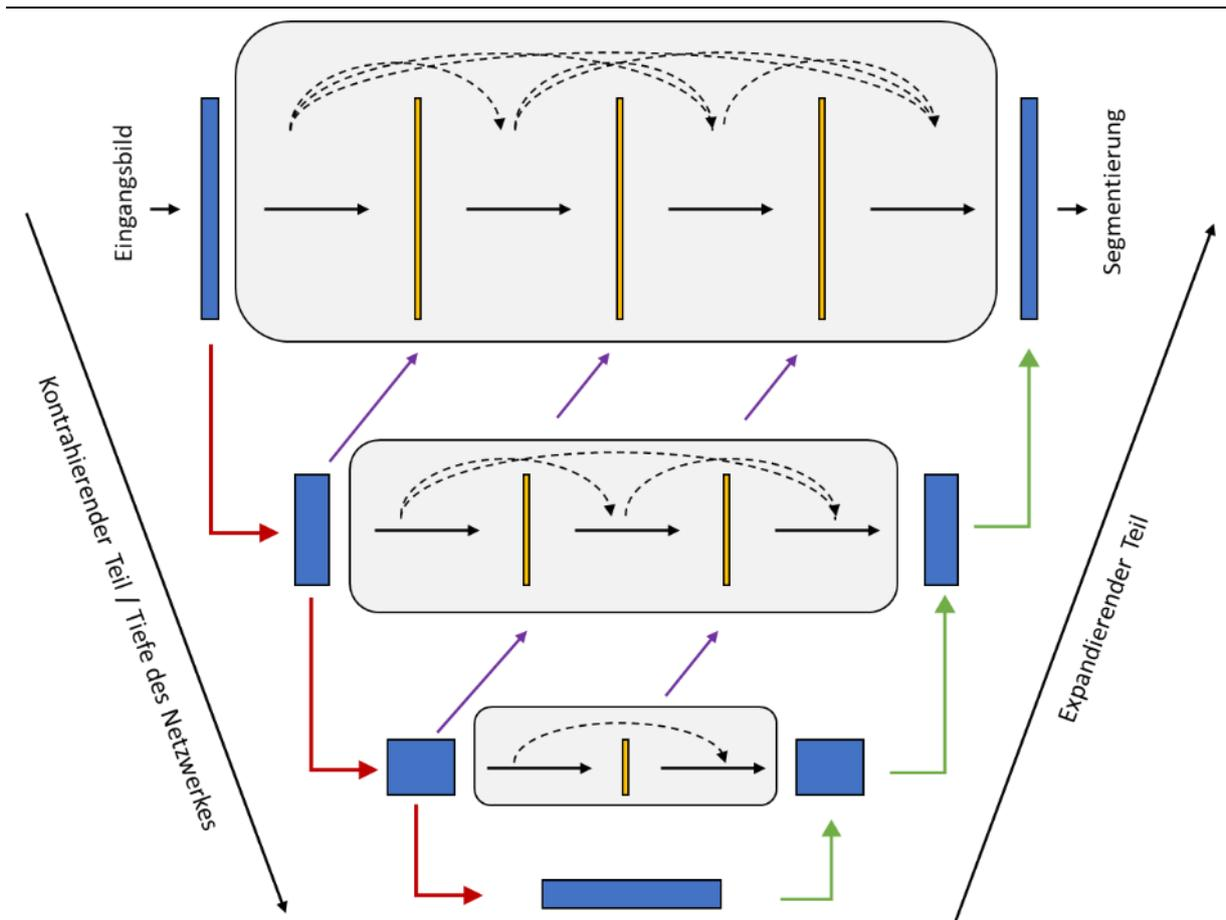 Eingangsbild
Segmentierung
Kontrahierender Teil / Tiefe des Netzwerkes
Expandierender Teil